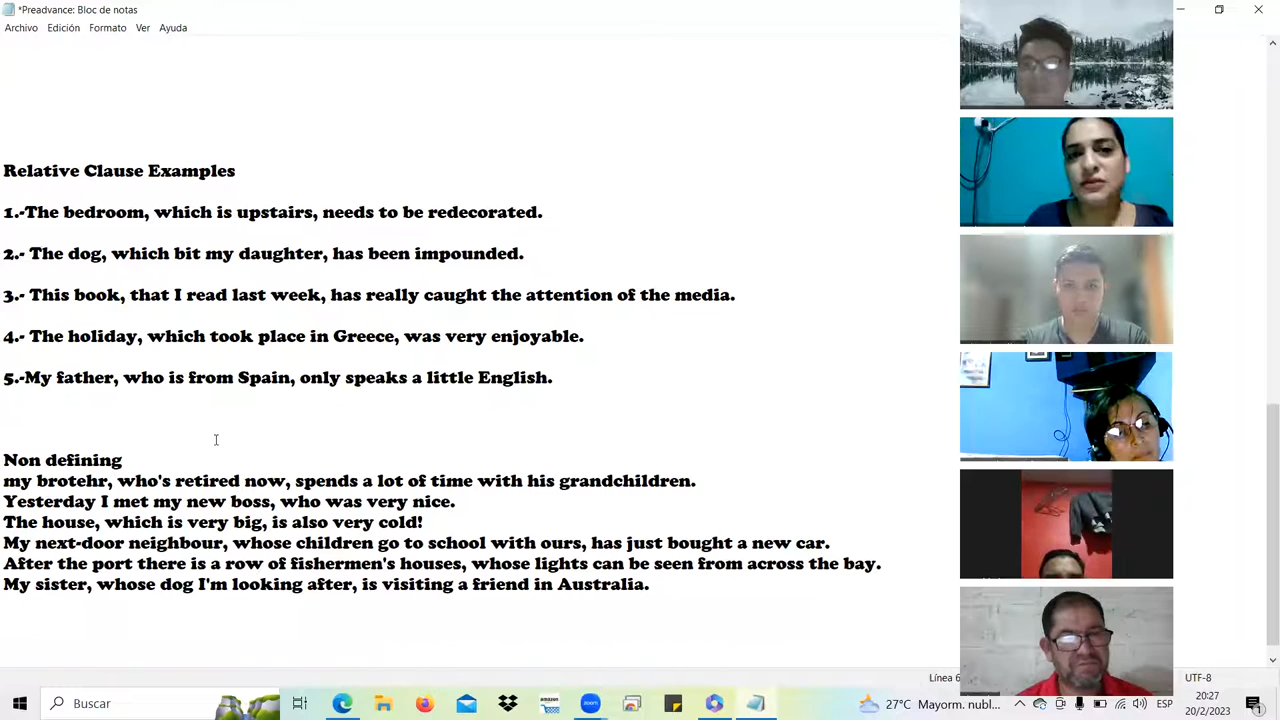 *Preadvance: Bloc de notas
Archivo Edición Formato Ver Ayuda
Relative Clause Examples
1.-The bedroom, which is upstairs, needs to be redecorated.
2.- The dog, which bit my daughter, has been impounded.
3.- This book, that I read last week, has really caught the attention of the media.
4.- The holiday, which took place in Greece, was very enjoyable.
5.-My father, who is from Spain, only speaks a little English.
Non defining
my brotehr, who's retired now, spends a lot of time with his grandchildren.
Yesterday I met my new boss, who was very nice.
The house, which is very big, is also very cold!
My next-door neighbour, whose children go to school with ours, has just bought a new car.
After the port there is a row of fishermen's houses, whose lights can be seen from across the bay.
My sister, whose dog I'm looking after, is visiting a friend in Australia.
Línea 6 UTF-8
Buscar amazon zoom 27°C Mayorm. nubl... ESP 20:27
20/2/2023 1